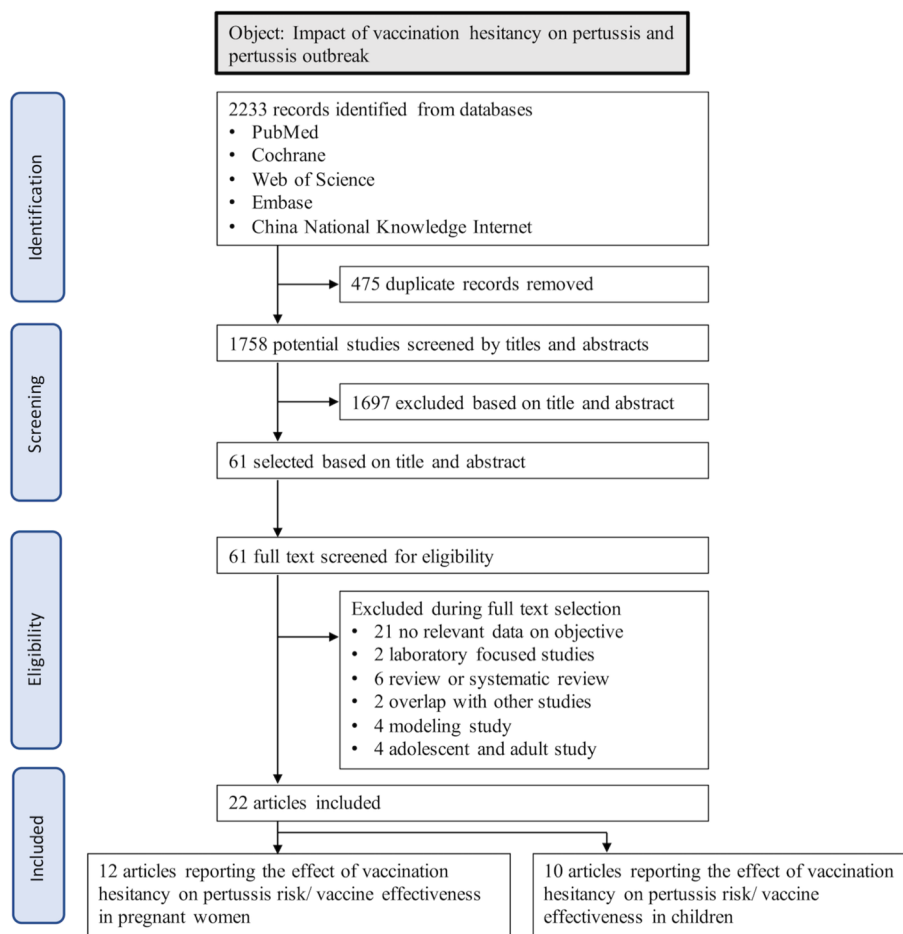 Object: Impact of vaccination hesitancy on pertussis and
pertussis outbreak
Identification
2233 records identified from databases
• PubMed
• Cochrane
• Web of Science
• Embase
• China National Knowledge Internet
475 duplicate records removed
Screening
1758 potential studies screened by titles and abstracts
1697 excluded based on title and abstract
61 selected based on title and abstract
Eligibility
61 full text screened for eligibility
Excluded during full text selection
• 21 no relevant data on objective
• 2 laboratory focused studies
• 6 review or systematic review
• 2 overlap with other studies
• 4 modeling study
• 4 adolescent and adult study
Included
22 articles included
12 articles reporting the effect of vaccination
hesitancy on pertussis risk/ vaccine effectiveness
in pregnant women
10 articles reporting the effect of vaccination
hesitancy on pertussis risk/ vaccine
effectiveness in children